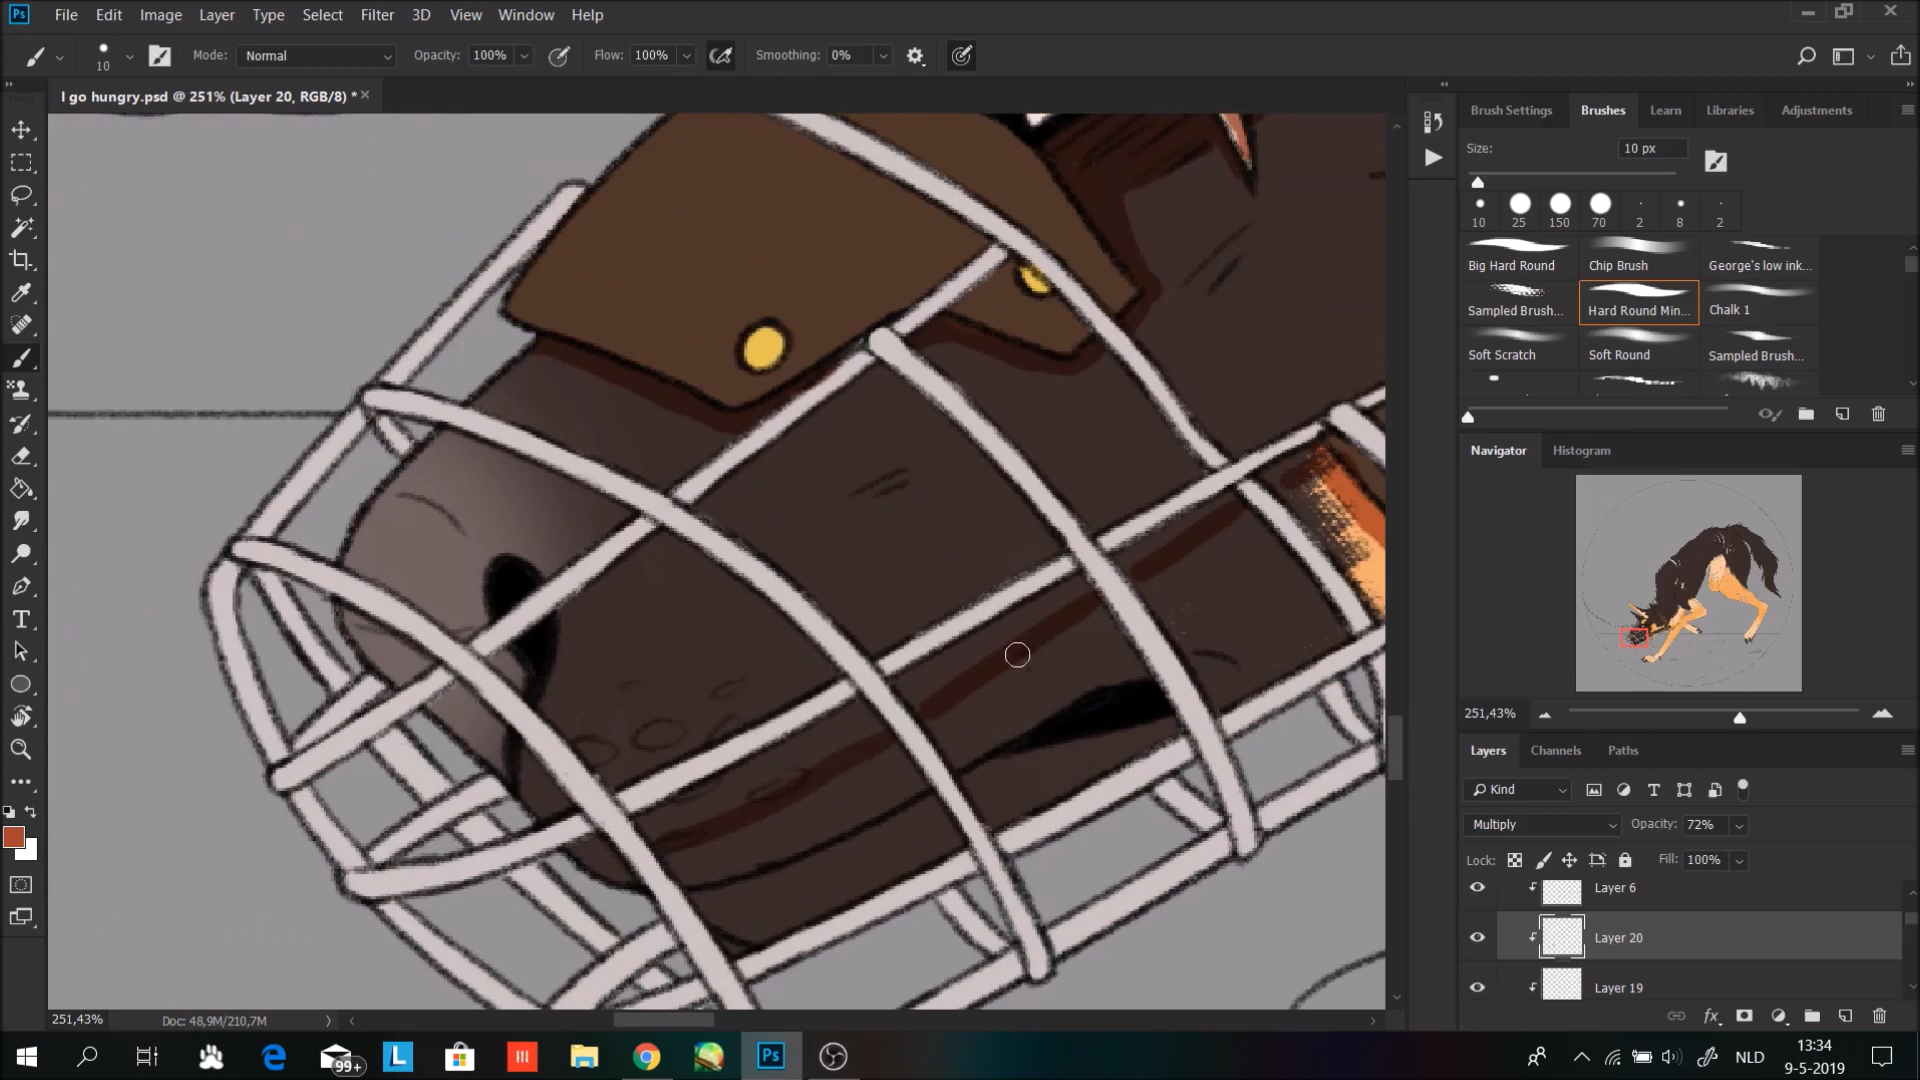 Ps File Edit Image Layer Type Select Filter 3D View Window Help
10 Mode: Normal Opacity: 100% Flow: 100% Smoothing: 0%
I go hungry.psd @ 251% (Layer 20, RGB/8) *
Brush Settings Brushes Learn Libraries Adjustments
Size: 10 px
10 25 150 70 2 8 2
Big Hard Round Chip Brush George's low ink...
Sampled Brush... Hard Round Min... Chalk 1
Soft Scratch Soft Round Sampled Brush...
Navigator Histogram
251,43%
Layers Channels Paths
Kind
Multiply Opacity: 72%
Lock: Fill: 100%
Layer 6
Layer 20
Layer 19
fx
251,43% Doc: 48,9M/210,7M
99+ L Ps NLD 13:34
9-5-2019